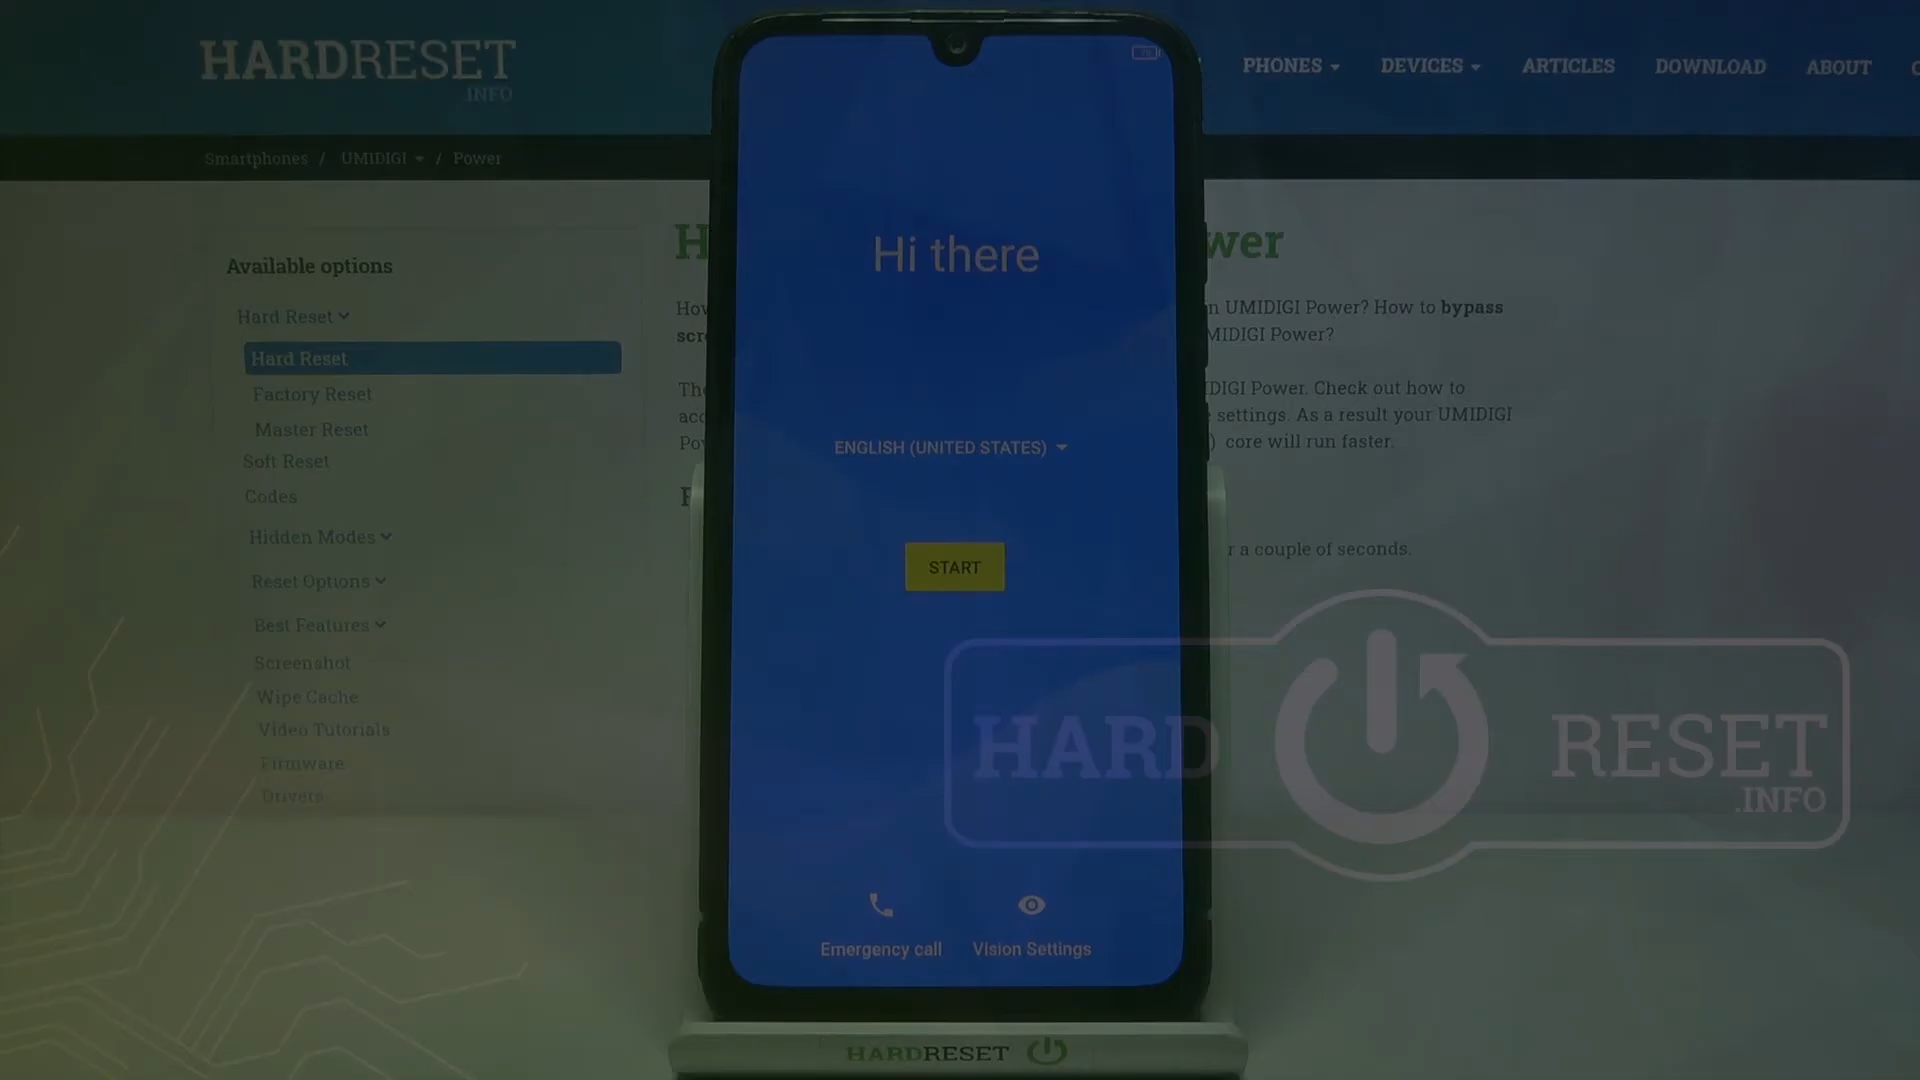 HARDRESET
.INFO
PHONES
DEVICES
ARTICLES
DOWNLOAD
ABOUT
Smartphones / UMIDIGI / Power
Available options
Hard Reset
Hard Reset
Factory Reset
Master Reset
Soft Reset
Codes
Hidden Modes
Reset Options
Best Features
Screenshot
Wipe Cache
Video Tutorials
Firmware
Drivers
UMIDIGI Power? How to bypass
Power?
Power. Check out how to
settings. As a result your UMIDIGI
core will run faster.
a couple of seconds.
Hi there
ENGLISH (UNITED STATES)
START
Emergency call
Vision Settings
HARD RESET
.INFO
HARDRESET